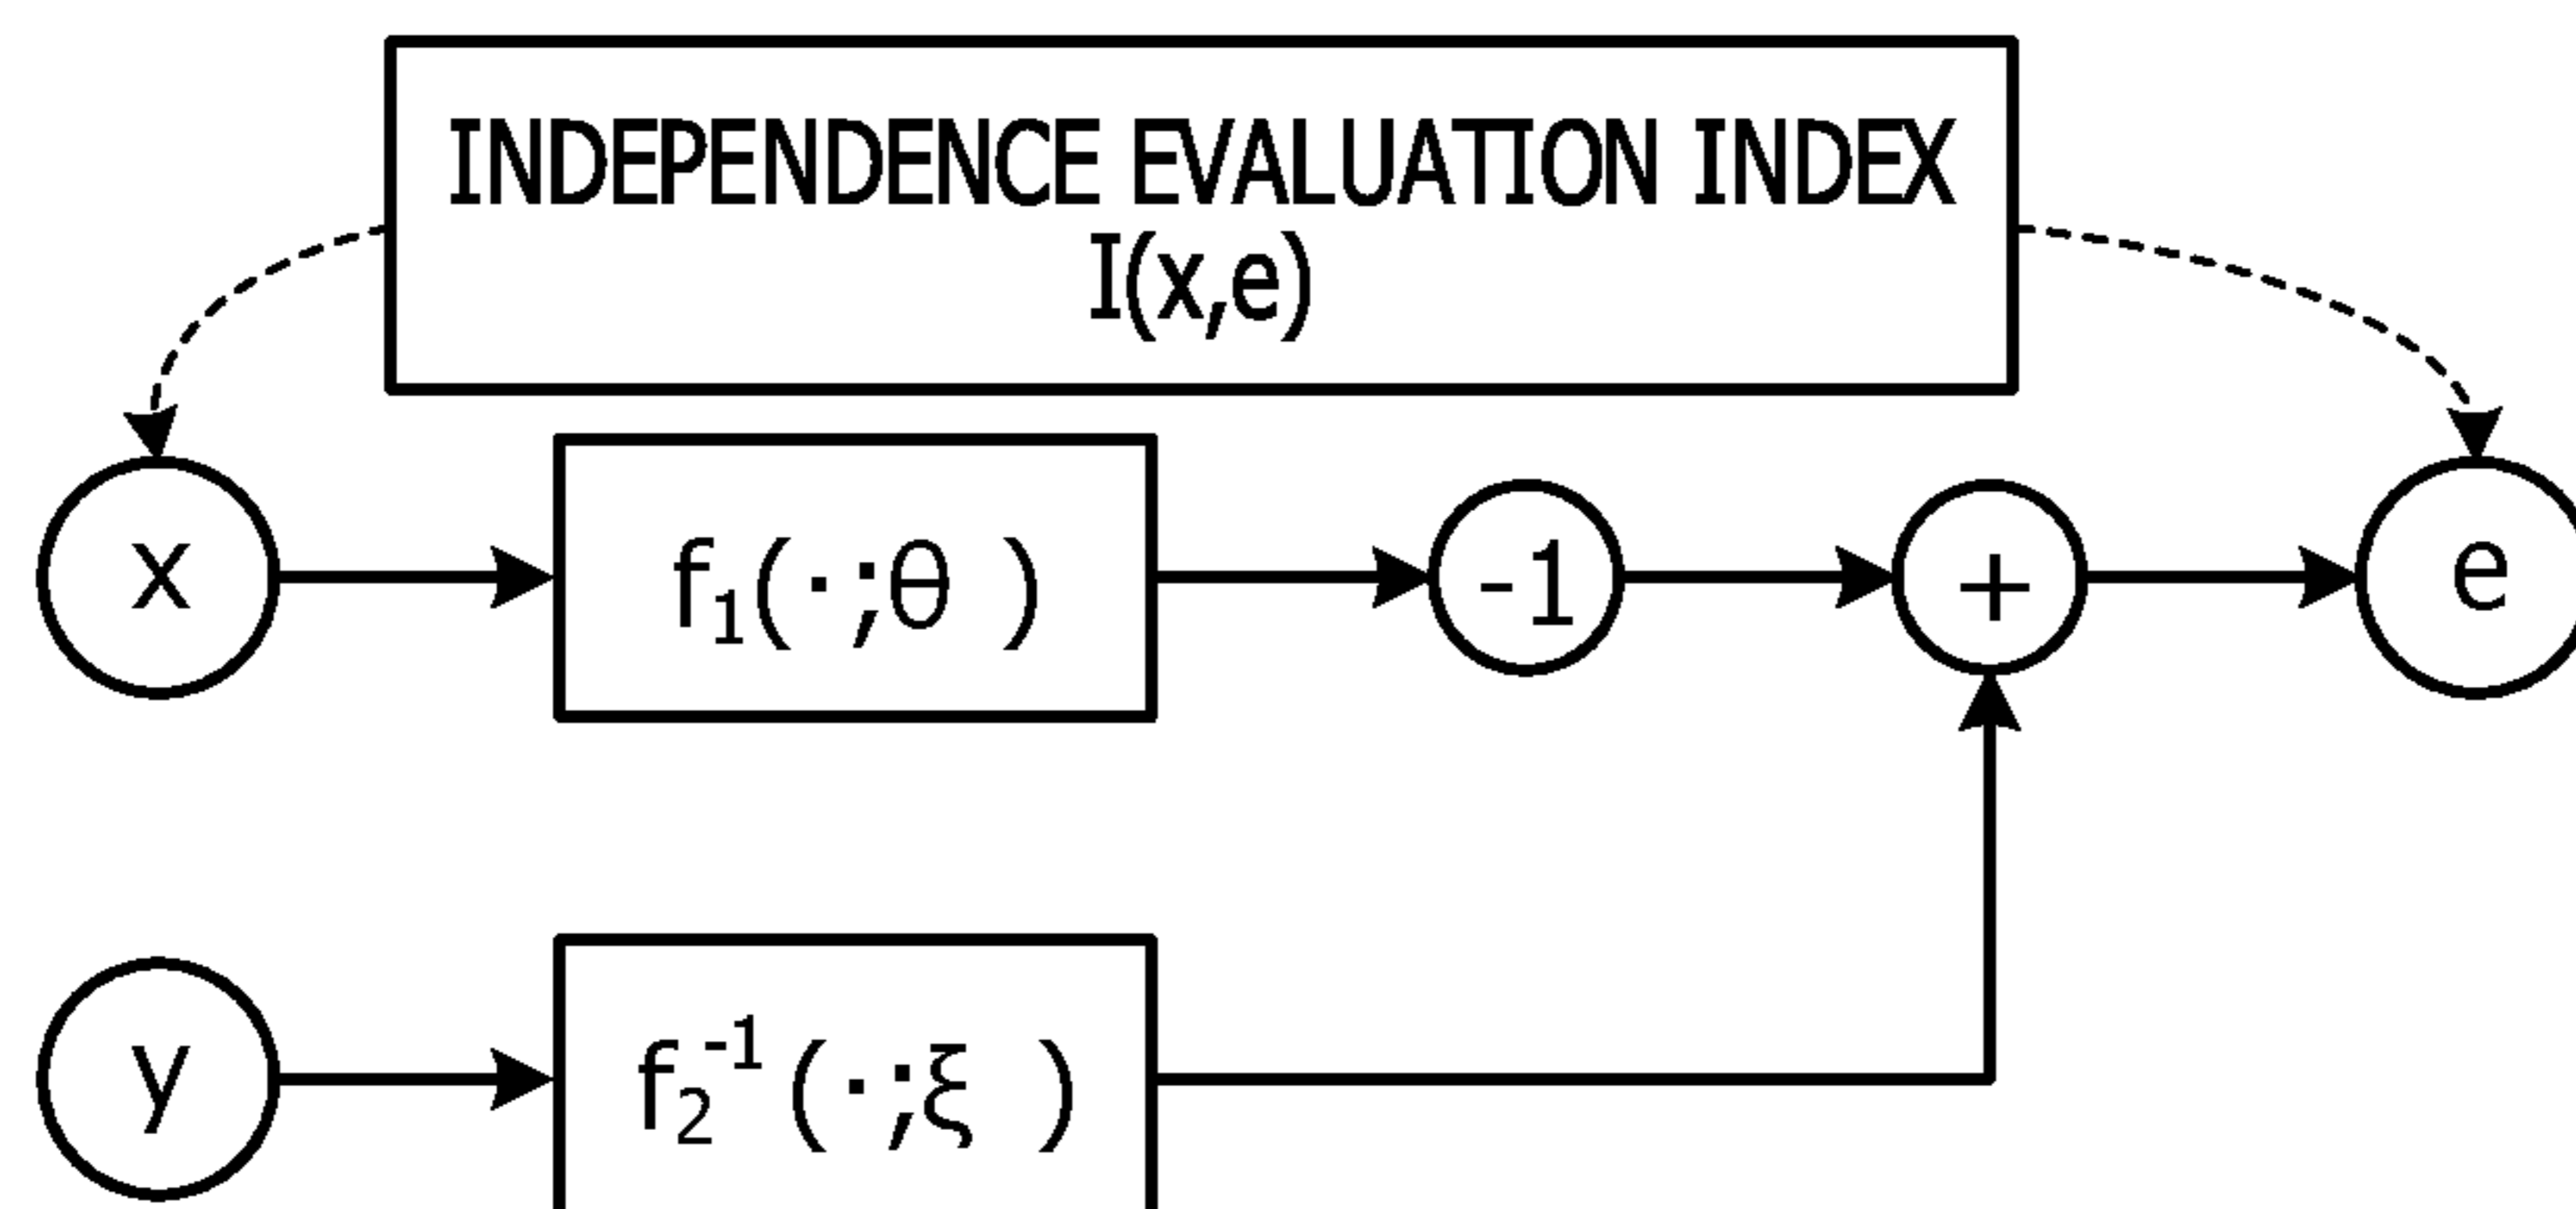 INDEPENDENCE EVALUATION INDEX
I(x,e)
x
f₁(·;θ )
-1
+
e
y
f₂⁻¹(·;ξ )